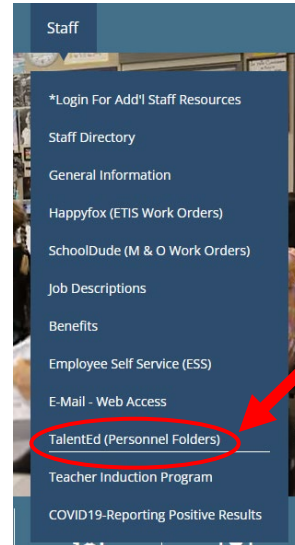 Staff
*Login For Add'l Staff Resources
Staff Directory
General Information
Happyfox (ETIS Work Orders)
SchoolDude (M & O Work Orders)
Job Descriptions
Benefits
Employee Self Service (ESS)
E-Mail - Web Access
TalentEd (Personnel Folders)
Teacher Induction Program
COVID19-Reporting Positive Results